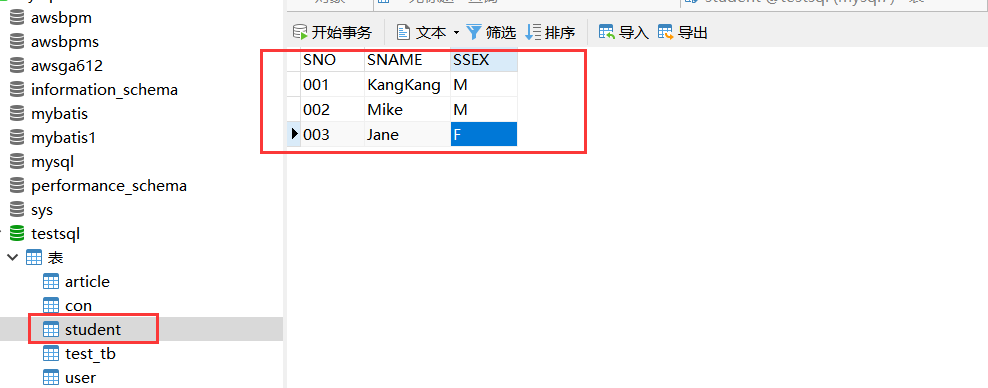 awsbpm
awsbpms
awsga612
information_schema
mybatis
mybatis1
mysql
performance_schema
sys
testsql
表
article
con
student
test_tb
user
student @testsql (mysql) - 表
开始事务 文本 筛选 排序 导入 导出
SNO SNAME SSEX
001 KangKang M
002 Mike M
003 Jane F